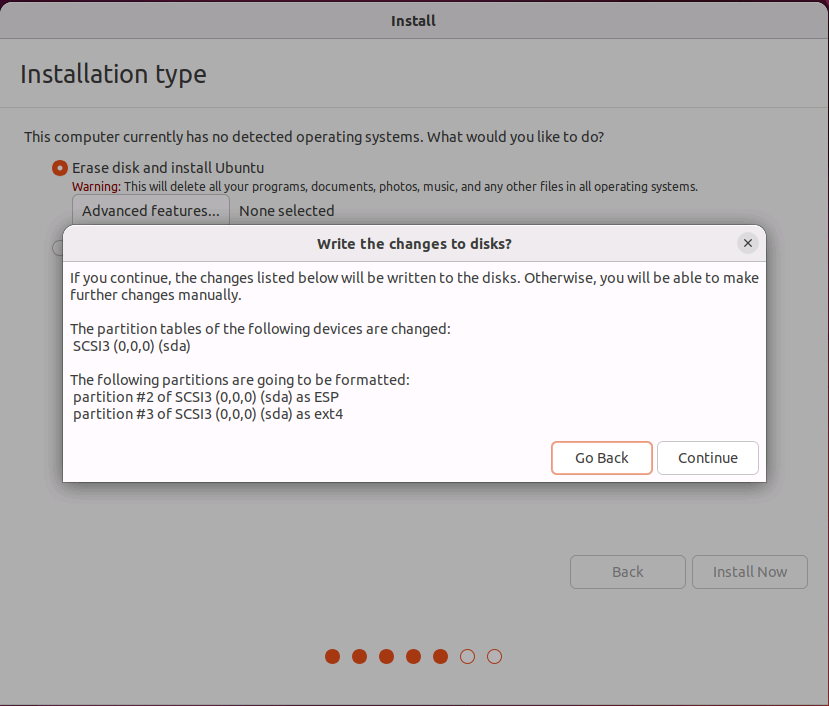 Install
Installation type
This computer currently has no detected operating systems. What would you like to do?
Erase disk and install Ubuntu
Warning: This will delete all your programs, documents, photos, music, and any other files in all operating systems.
Advanced features... None selected
Write the changes to disks?
If you continue, the changes listed below will be written to the disks. Otherwise, you will be able to make
further changes manually.
The partition tables of the following devices are changed:
SCSI3 (0,0,0) (sda)
The following partitions are going to be formatted:
partition #2 of SCSI3 (0,0,0) (sda) as ESP
partition #3 of SCSI3 (0,0,0) (sda) as ext4
Go Back Continue
Back Install Now